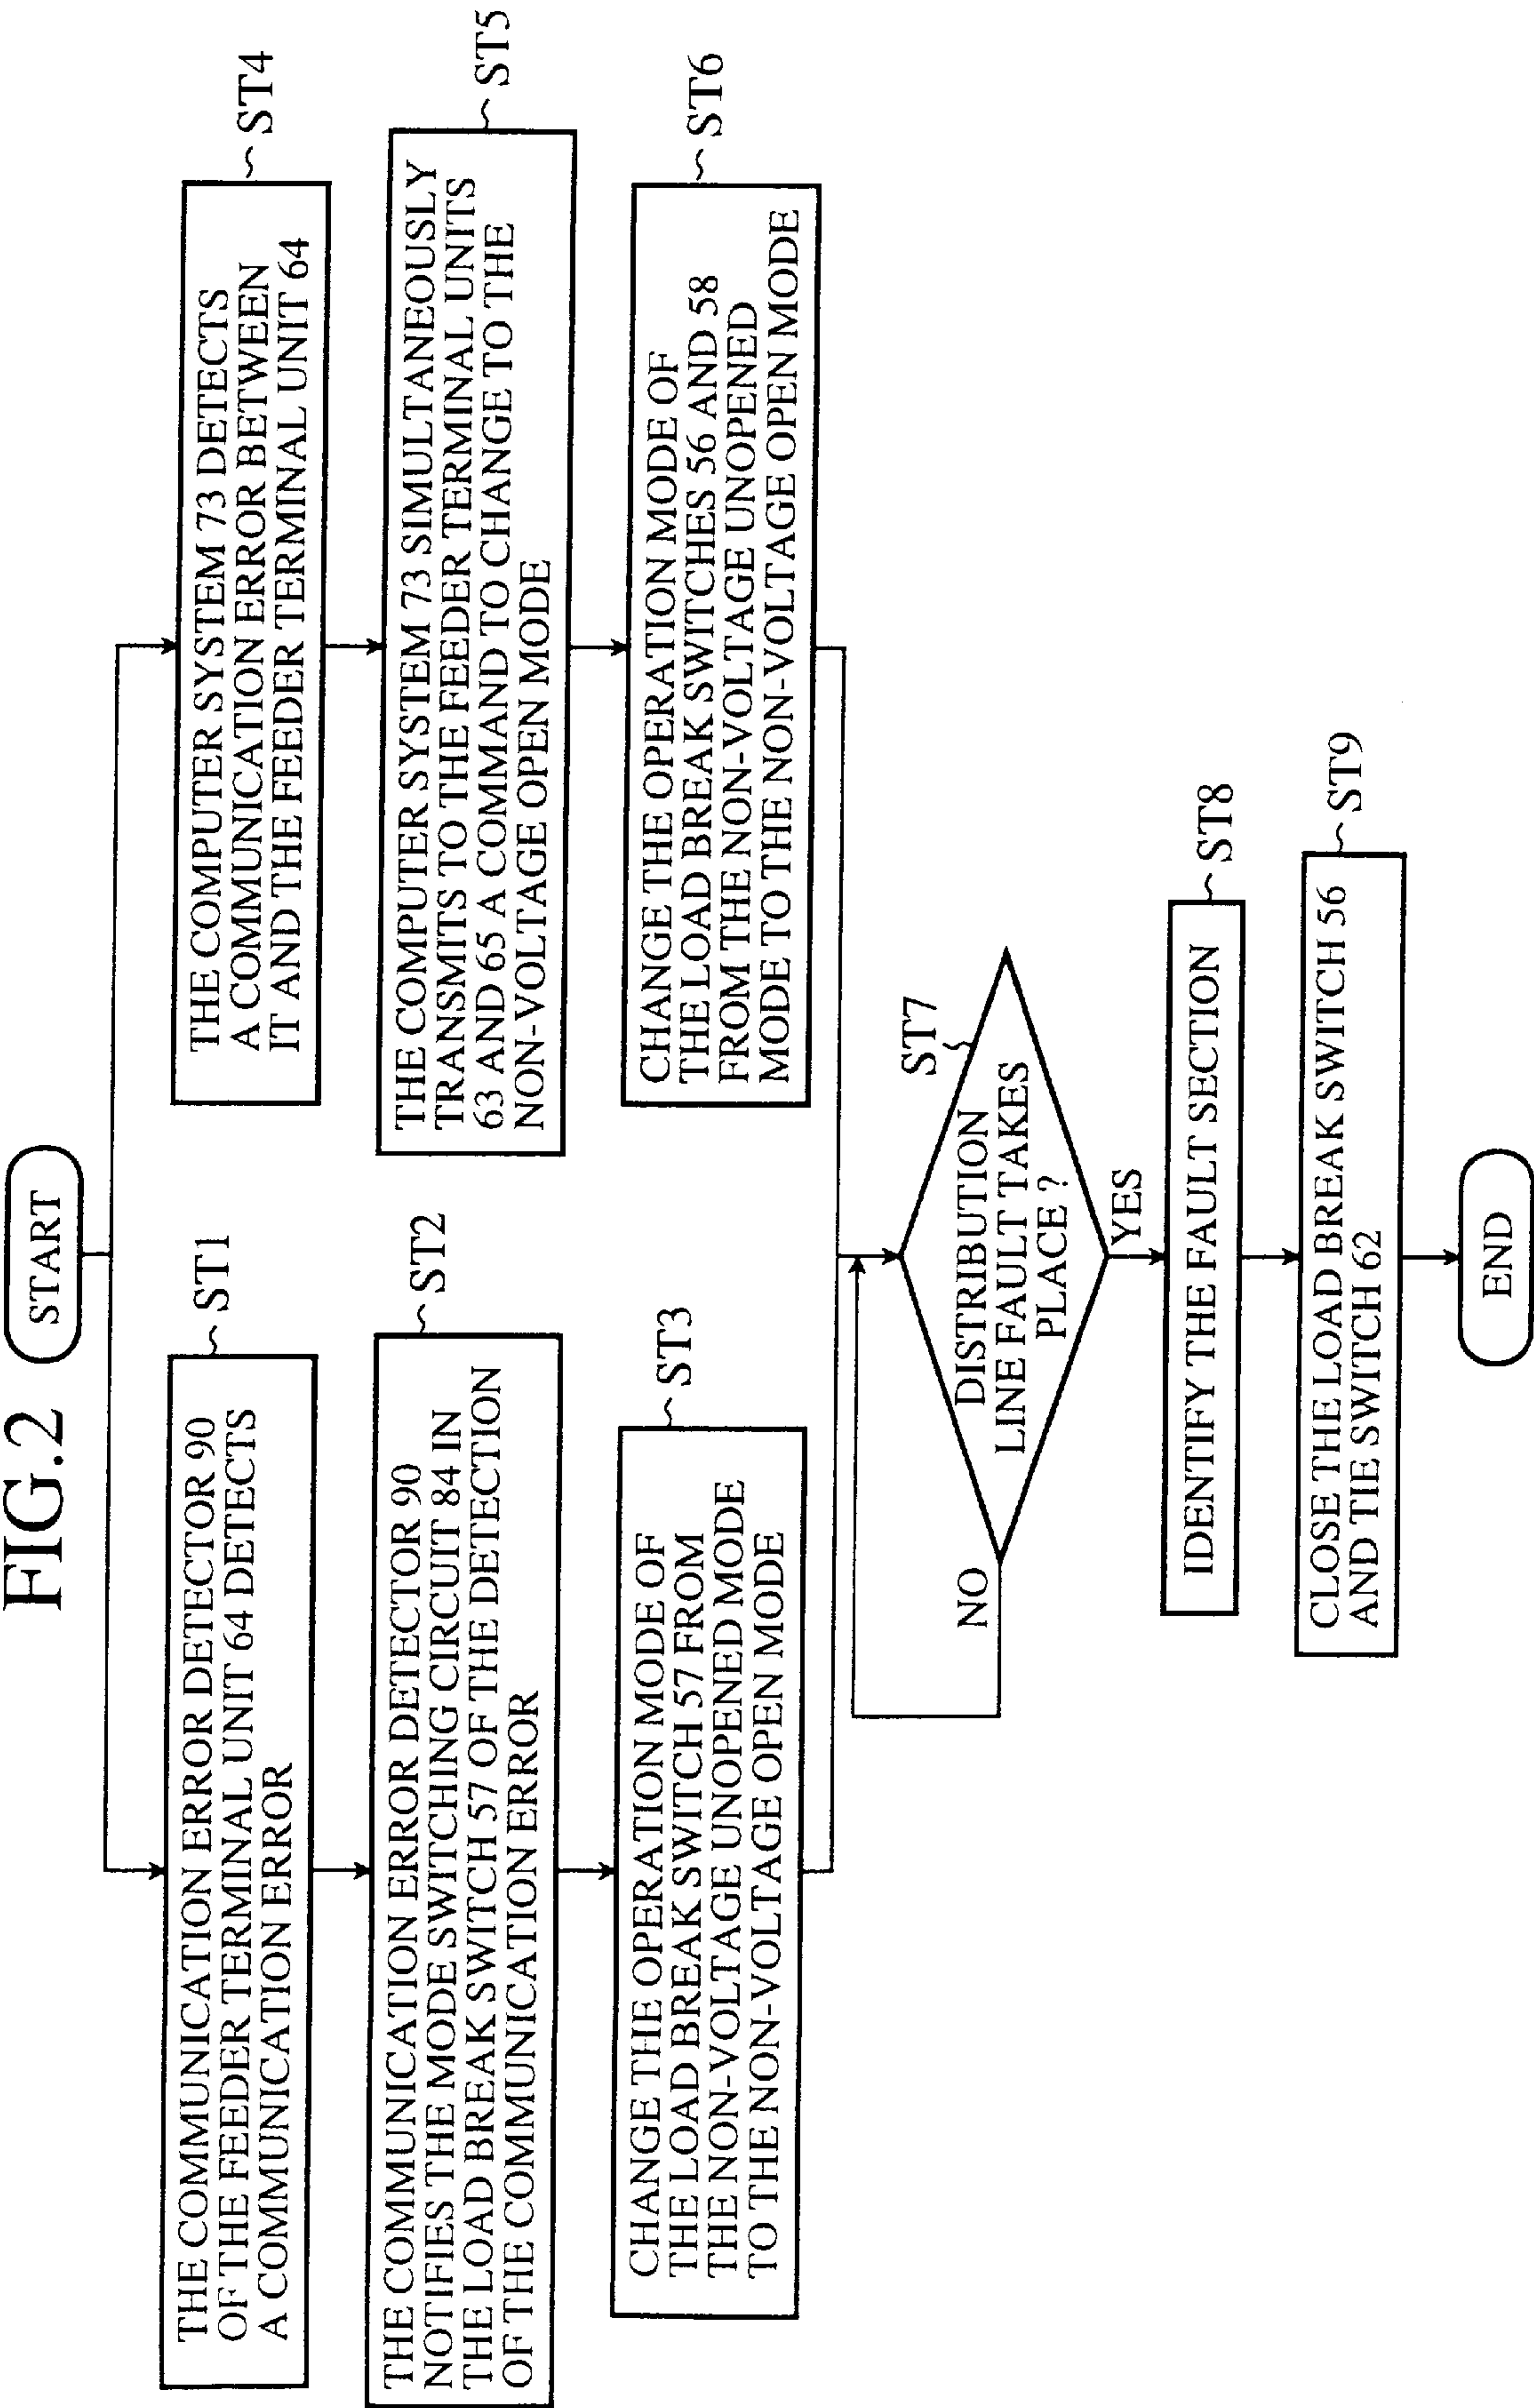 FIG.2
START
THE COMMUNICATION ERROR DETECTOR 90
OF THE FEEDER TERMINAL UNIT 64 DETECTS
A COMMUNICATION ERROR
ST1
THE COMMUNICATION ERROR DETECTOR 90
NOTIFIES THE MODE SWITCHING CIRCUIT 84 IN
THE LOAD BREAK SWITCH 57 OF THE DETECTION
OF THE COMMUNICATION ERROR
ST2
CHANGE THE OPERATION MODE OF
THE LOAD BREAK SWITCH 57 FROM
THE NON-VOLTAGE UNOPENED MODE
TO THE NON-VOLTAGE OPEN MODE
ST3
THE COMPUTER SYSTEM 73 DETECTS
A COMMUNICATION ERROR BETWEEN
IT AND THE FEEDER TERMINAL UNIT 64
ST4
THE COMPUTER SYSTEM 73 SIMULTANEOUSLY
TRANSMITS TO THE FEEDER TERMINAL UNITS
63 AND 65 A COMMAND TO CHANGE TO THE
NON-VOLTAGE OPEN MODE
ST5
CHANGE THE OPERATION MODE OF
THE LOAD BREAK SWITCHES 56 AND 58
FROM THE NON-VOLTAGE UNOPENED
MODE TO THE NON-VOLTAGE OPEN MODE
ST6
ST7
DISTRIBUTION
LINE FAULT TAKES
PLACE ?
NO
YES
IDENTIFY THE FAULT SECTION
ST8
CLOSE THE LOAD BREAK SWITCH 56
AND TIE SWITCH 62
ST9
END